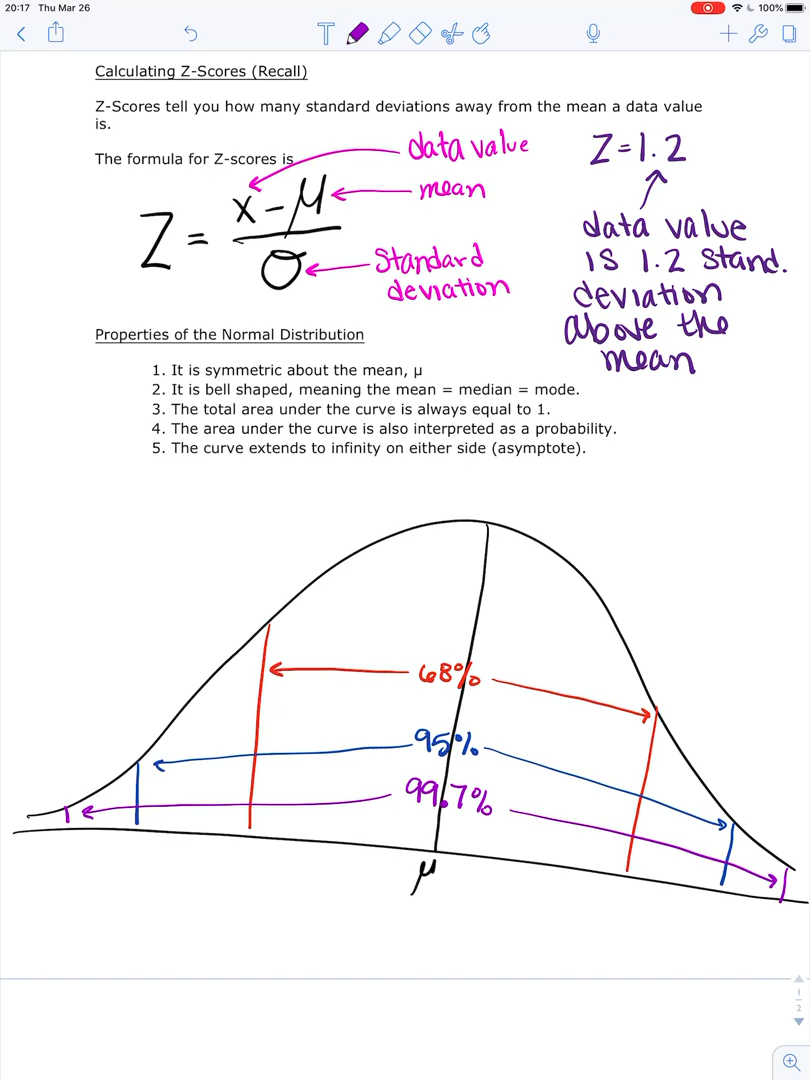 20:17 Thu Mar 26
100%
Calculating Z-Scores (Recall)
Z-Scores tell you how many standard deviations away from the mean a data value
is.
The formula for Z-scores is
data value
mean
Z = x - μ
σ
Standard
deviation
Z = 1.2
data value
is 1.2 stand.
deviation
above the
mean
Properties of the Normal Distribution
1. It is symmetric about the mean, μ
2. It is bell shaped, meaning the mean = median = mode.
3. The total area under the curve is always equal to 1.
4. The area under the curve is also interpreted as a probability.
5. The curve extends to infinity on either side (asymptote).
68%
95%
99.7%
μ
1
2